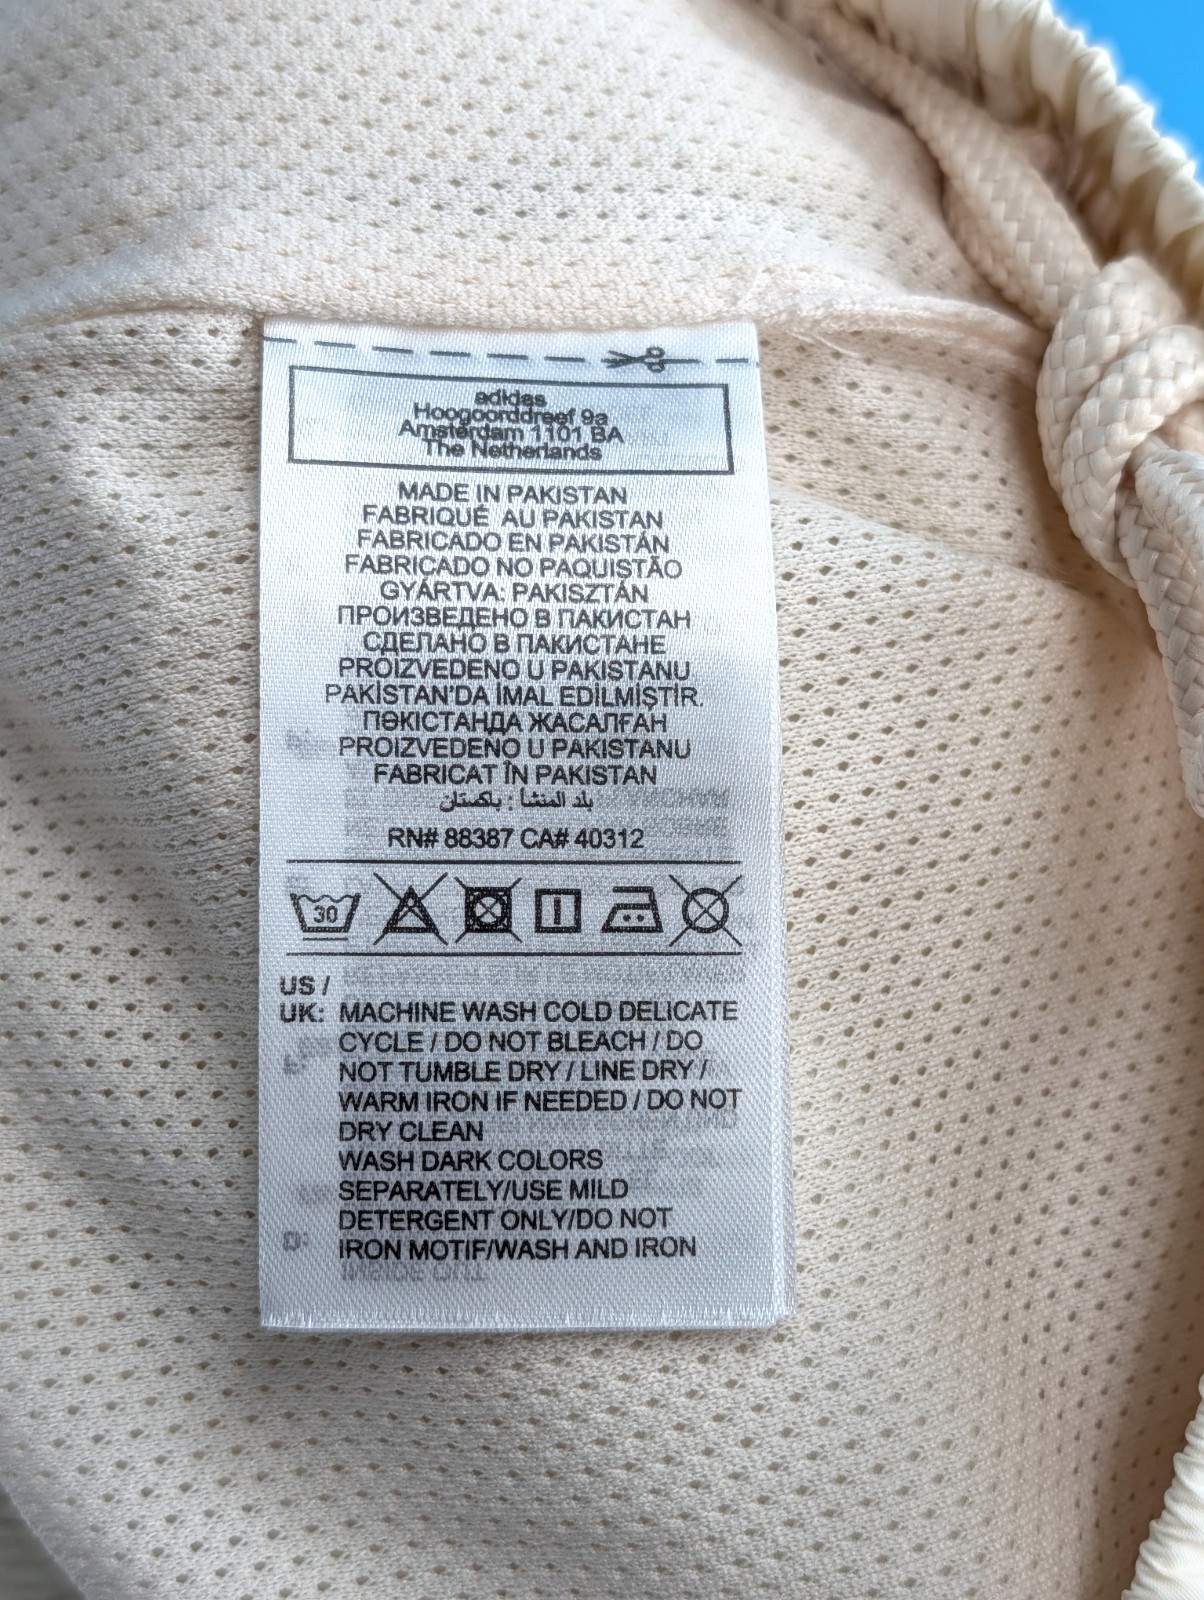 adidas
Hoogoorddreef 9a
Amsterdam 1101 BA
The Netherlands
MADE IN PAKISTAN
FABRIQUÉ AU PAKISTAN
FABRICADO EN PAKISTÁN
FABRICADO NO PAQUISTÃO
GYÁRTVA: PAKISZTÁN
ПРОИЗВЕДЕНО В ПАКИСТАН
СДЕЛАНО В ПАКИСТАНЕ
PROIZVEDENO U PAKISTANU
PAKİSTAN'DA İMAL EDİLMİŞTİR.
ПӘКІСТАНДА ЖАСАЛҒАН
PROIZVEDENO U PAKISTANU
FABRICAT ÎN PAKISTAN
بلد المنشأ : باكستان
RN# 88387 CA# 40312
30
US /
UK: MACHINE WASH COLD DELICATE
CYCLE / DO NOT BLEACH / DO
NOT TUMBLE DRY / LINE DRY /
WARM IRON IF NEEDED / DO NOT
DRY CLEAN
WASH DARK COLORS
SEPARATELY/USE MILD
DETERGENT ONLY/DO NOT
IRON MOTIF/WASH AND IRON